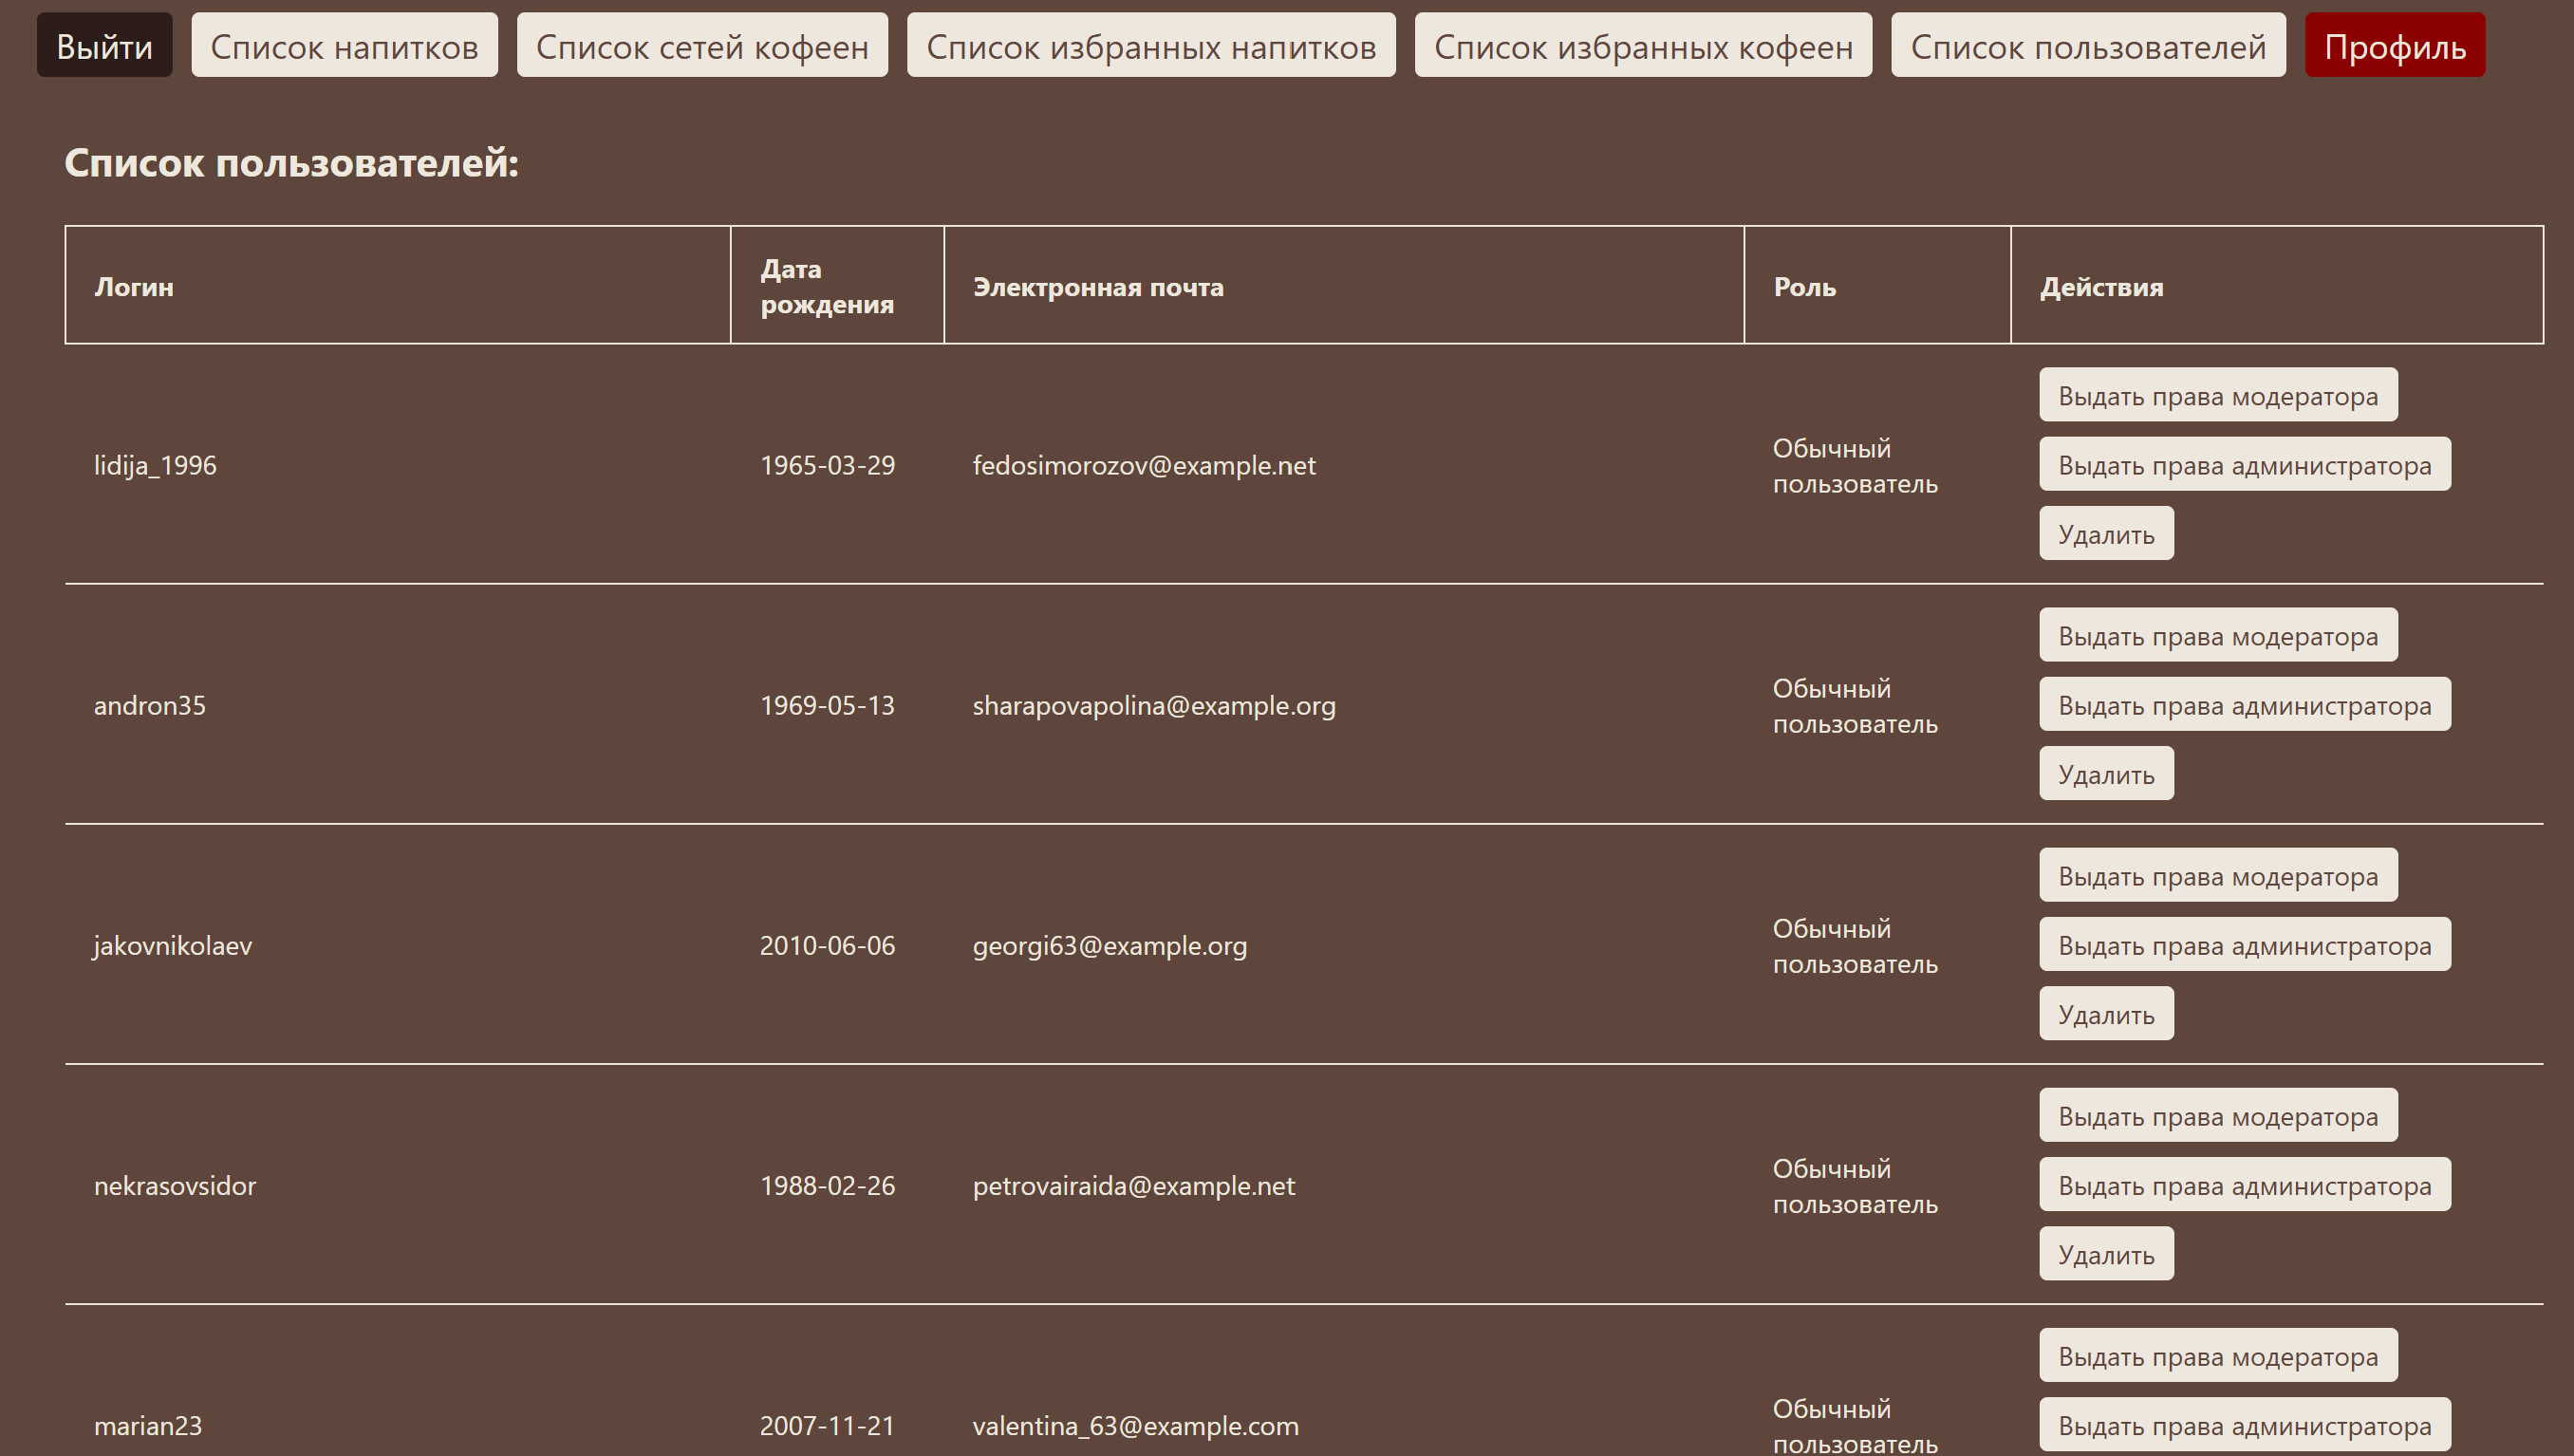 Выйти Список напитков Список сетей кофеен Список избранных напитков Список избранных кофеен Список пользователей Профиль
Список пользователей:
Логин
Дата
рождения
Электронная почта
Роль
Действия
lidija_1996
1965-03-29
fedosimorozov@example.net
Обычный
пользователь
Выдать права модератора
Выдать права администратора
Удалить
andron35
1969-05-13
sharapovapolina@example.org
Обычный
пользователь
Выдать права модератора
Выдать права администратора
Удалить
jakovnikolaev
2010-06-06
georgi63@example.org
Обычный
пользователь
Выдать права модератора
Выдать права администратора
Удалить
nekrasovsidor
1988-02-26
petrovairaida@example.net
Обычный
пользователь
Выдать права модератора
Выдать права администратора
Удалить
marian23
2007-11-21
valentina_63@example.com
Обычный
пользователь
Выдать права модератора
Выдать права администратора